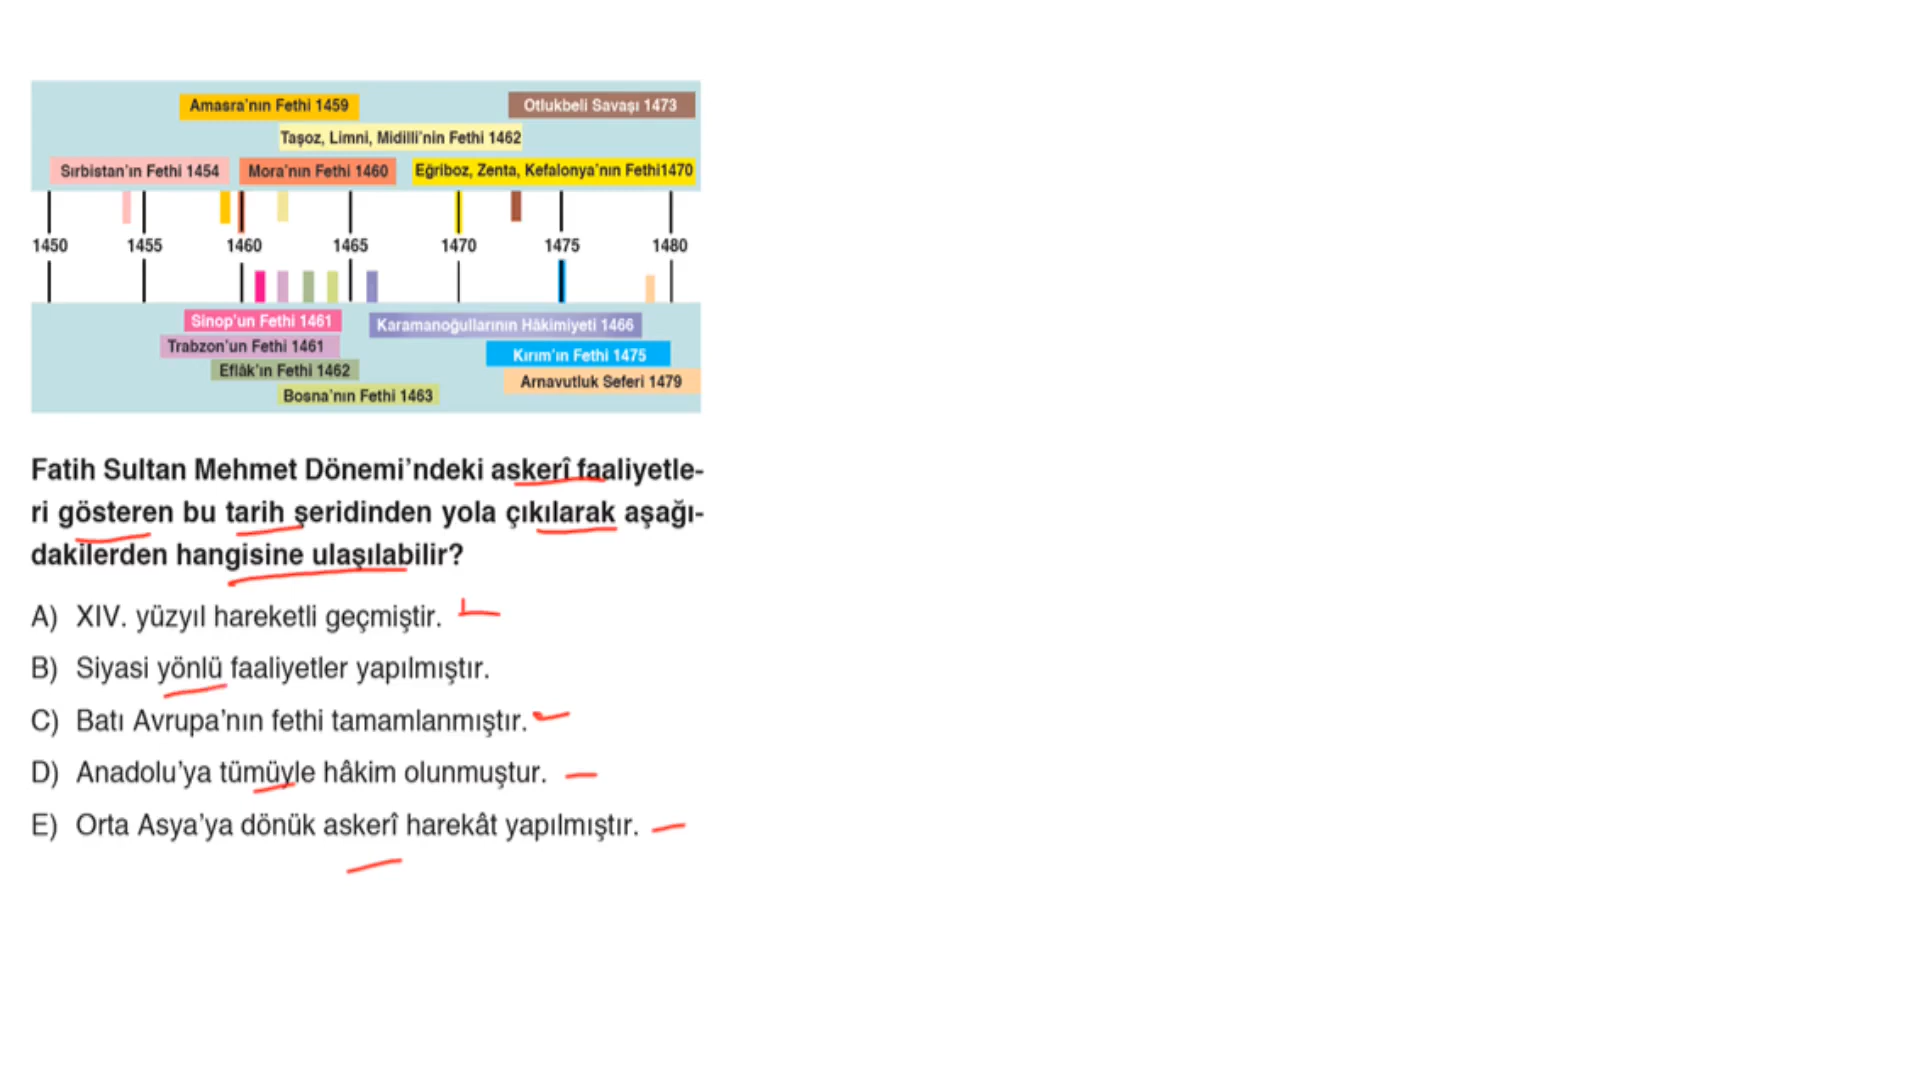 Amasra’nın Fethi 1459
Otlukbeli Savaşı 1473
Taşoz, Limni, Midilli’nin Fethi 1462
Sırbistan’ın Fethi 1454
Mora’nın Fethi 1460
Eğriboz, Zenta, Kefalonya’nın Fethi1470
1450 1455 1460 1465 1470 1475 1480
Sinop’un Fethi 1461
Karamanoğullarının Hâkimiyeti 1466
Trabzon’un Fethi 1461
Kırım’ın Fethi 1475
Eflâk’ın Fethi 1462
Arnavutluk Seferi 1479
Bosna’nın Fethi 1463
Fatih Sultan Mehmet Dönemi’ndeki askerî faaliyetle-
ri gösteren bu tarih şeridinden yola çıkılarak aşağı-
dakilerden hangisine ulaşılabilir?
A) XIV. yüzyıl hareketli geçmiştir.
B) Siyasi yönlü faaliyetler yapılmıştır.
C) Batı Avrupa’nın fethi tamamlanmıştır.
D) Anadolu’ya tümüyle hâkim olunmuştur.
E) Orta Asya’ya dönük askerî harekât yapılmıştır.